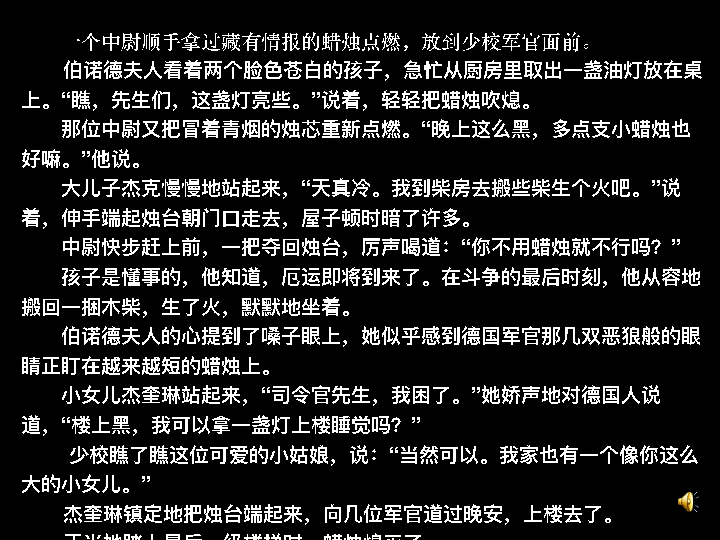 一个中尉顺手拿过藏有情报的蜡烛点燃，放到少校军官面前。
伯诺德夫人看着两个脸色苍白的孩子，急忙从厨房里取出一盏油灯放在桌
上。“瞧，先生们，这盏灯亮些。”说着，轻轻把蜡烛吹熄。
那位中尉又把冒着青烟的烛芯重新点燃。“晚上这么黑，多点支小蜡烛也
好嘛。”他说。
大儿子杰克慢慢地站起来，“天真冷。我到柴房去搬些柴生个火吧。”说
着，伸手端起烛台朝门口走去，屋子顿时暗了许多。
中尉快步赶上前，一把夺回烛台，厉声喝道：“你不用蜡烛就不行吗？”
孩子是懂事的，他知道，厄运即将到来了。在斗争的最后时刻，他从容地
搬回一捆木柴，生了火，默默地坐着。
伯诺德夫人的心提到了嗓子眼上，她似乎感到德国军官那几双恶狼般的眼
睛正盯在越来越短的蜡烛上。
小女儿杰奎琳站起来，“司令官先生，我困了。”她娇声地对德国人说
道，“楼上黑，我可以拿一盏灯上楼睡觉吗？”
少校瞧了瞧这位可爱的小姑娘，说：“当然可以。我家也有一个像你这么
大的小女儿。”
杰奎琳镇定地把烛台端起来，向几位军官道过晚安，上楼去了。
正当她踏上最后一级楼梯时，蜡烛熄灭了。